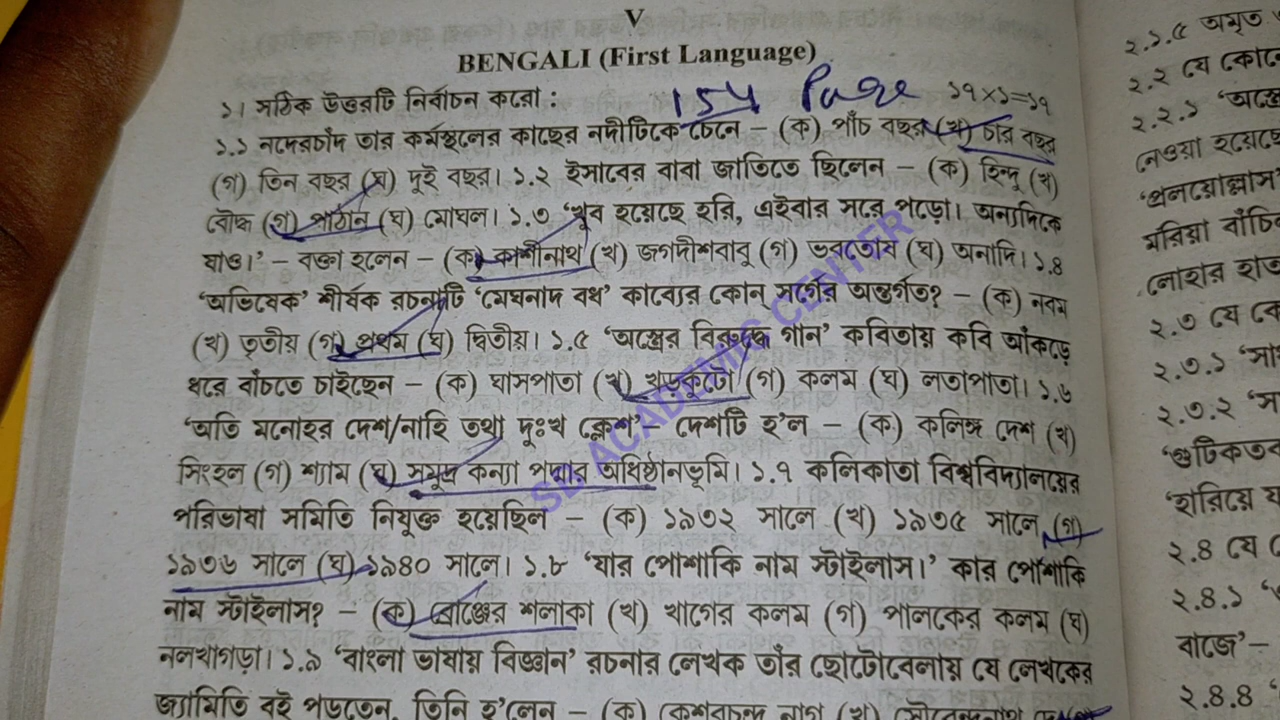 V
BENGALI (First Language)
১। সঠিক উত্তরটি নির্বাচন করো : 154 Page ১৭×১=১৭
১.১ নদেরচাঁদ তার কর্মস্থলের কাছের নদীটিকে চেনে – (ক) পাঁচ বছর (খ) চার বছর
(গ) তিন বছর (ঘ) দুই বছর। ১.২ ইসাবের বাবা জাতিতে ছিলেন – (ক) হিন্দু (খ)
বৌদ্ধ (গ) পাঠান (ঘ) মোঘল। ১.৩ ‘খুব হয়েছে হরি, এইবার সরে পড়ো। অন্যদিকে
যাও।’ – বক্তা হলেন – (ক) কাশীনাথ (খ) জগদীশবাবু (গ) ভবতোষ (ঘ) অনাদি। ১.৪
‘অভিষেক’ শীর্ষক রচনাটি ‘মেঘনাদ বধ’ কাব্যের কোন্ সর্গের অন্তর্গত? – (ক) নবম
(খ) তৃতীয় (গ) প্রথম (ঘ) দ্বিতীয়। ১.৫ ‘অস্ত্রের বিরুদ্ধে গান’ কবিতায় কবি আঁকড়ে
ধরে বাঁচতে চাইছেন – (ক) ঘাসপাতা (খ) খড়কুটো (গ) কলম (ঘ) লতাপাতা। ১.৬
‘অতি মনোহর দেশ/নাহি তথা দুঃখ ক্লেশ’– দেশটি হ’ল – (ক) কলিঙ্গ দেশ (খ)
সিংহল (গ) শ্যাম (ঘ) সমুদ্র কন্যা পদ্মার অধিষ্ঠানভূমি। ১.৭ কলিকাতা বিশ্ববিদ্যালয়ের
পরিভাষা সমিতি নিযুক্ত হয়েছিল – (ক) ১৯৩২ সালে (খ) ১৯৩৫ সালে (গ)
১৯৩৬ সালে (ঘ) ১৯৪০ সালে। ১.৮ ‘যার পোশাকি নাম স্টাইলাস।’ কার পোশাকি
নাম স্টাইলাস? – (ক) ব্রোঞ্জের শলাকা (খ) খাগের কলম (গ) পালকের কলম (ঘ)
নলখাগড়া। ১.৯ ‘বাংলা ভাষায় বিজ্ঞান’ রচনার লেখক তাঁর ছোটোবেলায় যে লেখকের
জ্যামিতি বই পড়তেন, তিনি হ’লেন – (ক) কেশবচন্দ্র নাগ (খ)
SB ACADEMIC CENTER
২.১.৫ অমৃত
২.২ যে কোনো
২.২.১
নেওয়া হয়েছে
‘প্রলয়োল্লাস’
মরিয়া বাঁচি
২.৩ যে
২.৩.১
২.৩.২
২.৪ যে
২.৪.১
বাজে’–
২.৪.৪